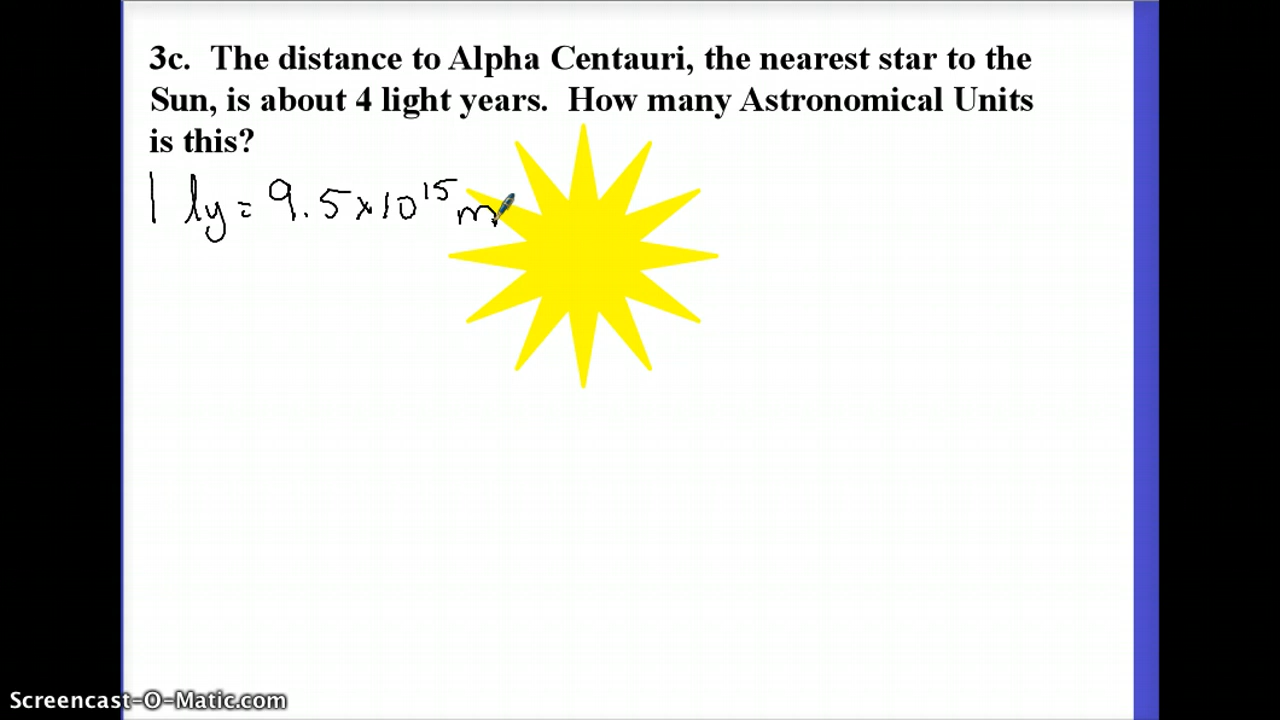 3c. The distance to Alpha Centauri, the nearest star to the
Sun, is about 4 light years. How many Astronomical Units
is this?
1 ly = 9.5x10¹⁵ m
Screencast-O-Matic.com